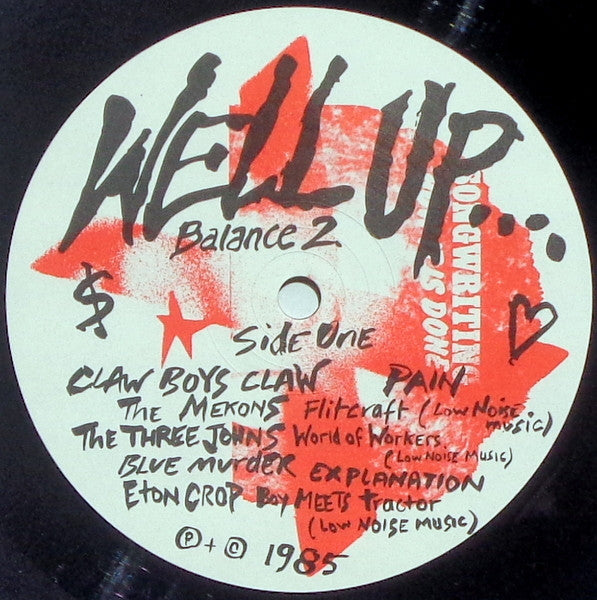 WELL UP....
Balance 2.
$
SONGWRITIN
IS DONE
Side One
CLAW BOYS CLAW PAIN
The MEKONS Flitcraft (Low Noise music)
The THREE JOHNS World of Workers. (Low Noise Music)
BLUE MURDER EXPLANATION
ETON CROP Boy MEETS tractor (Low NOISE MUSIC)
Ⓟ + © 1985